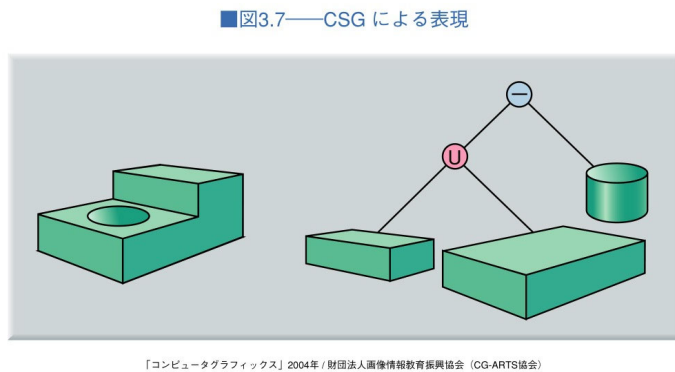 ■図3.7――CSG による表現
−
U
「コンピュータグラフィックス」2004年 / 財団法人画像情報教育振興協会（CG-ARTS協会）